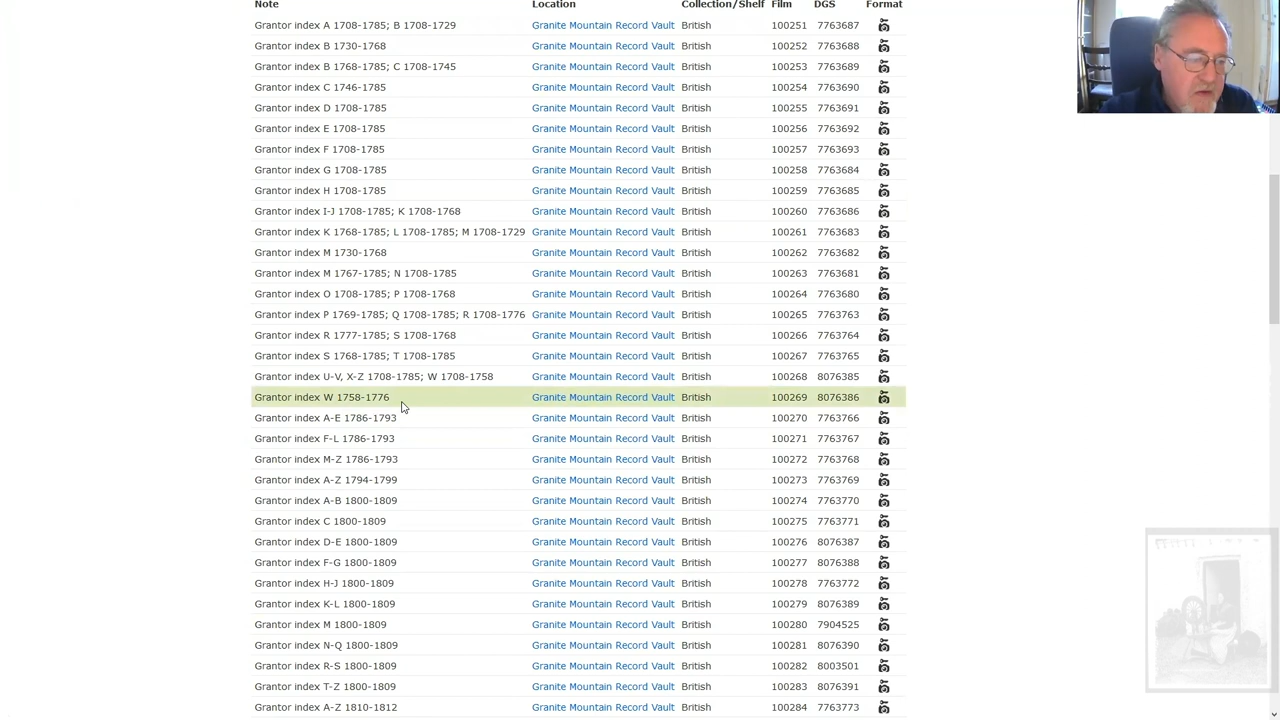 Note Location Collection/Shelf Film DGS Format
Grantor index A 1708-1785; B 1708-1729 Granite Mountain Record Vault British 100251 7763687
Grantor index B 1730-1768 Granite Mountain Record Vault British 100252 7763688
Grantor index B 1768-1785; C 1708-1745 Granite Mountain Record Vault British 100253 7763689
Grantor index C 1746-1785 Granite Mountain Record Vault British 100254 7763690
Grantor index D 1708-1785 Granite Mountain Record Vault British 100255 7763691
Grantor index E 1708-1785 Granite Mountain Record Vault British 100256 7763692
Grantor index F 1708-1785 Granite Mountain Record Vault British 100257 7763693
Grantor index G 1708-1785 Granite Mountain Record Vault British 100258 7763684
Grantor index H 1708-1785 Granite Mountain Record Vault British 100259 7763685
Grantor index I-J 1708-1785; K 1708-1768 Granite Mountain Record Vault British 100260 7763686
Grantor index K 1768-1785; L 1708-1785; M 1708-1729 Granite Mountain Record Vault British 100261 7763683
Grantor index M 1730-1768 Granite Mountain Record Vault British 100262 7763682
Grantor index M 1767-1785; N 1708-1785 Granite Mountain Record Vault British 100263 7763681
Grantor index O 1708-1785; P 1708-1768 Granite Mountain Record Vault British 100264 7763680
Grantor index P 1769-1785; Q 1708-1785; R 1708-1776 Granite Mountain Record Vault British 100265 7763763
Grantor index R 1777-1785; S 1708-1768 Granite Mountain Record Vault British 100266 7763764
Grantor index S 1768-1785; T 1708-1785 Granite Mountain Record Vault British 100267 7763765
Grantor index U-V, X-Z 1708-1785; W 1708-1758 Granite Mountain Record Vault British 100268 8076385
Grantor index W 1758-1776 Granite Mountain Record Vault British 100269 8076386
Grantor index A-E 1786-1793 Granite Mountain Record Vault British 100270 7763766
Grantor index F-L 1786-1793 Granite Mountain Record Vault British 100271 7763767
Grantor index M-Z 1786-1793 Granite Mountain Record Vault British 100272 7763768
Grantor index A-Z 1794-1799 Granite Mountain Record Vault British 100273 7763769
Grantor index A-B 1800-1809 Granite Mountain Record Vault British 100274 7763770
Grantor index C 1800-1809 Granite Mountain Record Vault British 100275 7763771
Grantor index D-E 1800-1809 Granite Mountain Record Vault British 100276 8076387
Grantor index F-G 1800-1809 Granite Mountain Record Vault British 100277 8076388
Grantor index H-J 1800-1809 Granite Mountain Record Vault British 100278 7763772
Grantor index K-L 1800-1809 Granite Mountain Record Vault British 100279 8076389
Grantor index M 1800-1809 Granite Mountain Record Vault British 100280 7904525
Grantor index N-Q 1800-1809 Granite Mountain Record Vault British 100281 8076390
Grantor index R-S 1800-1809 Granite Mountain Record Vault British 100282 8003501
Grantor index T-Z 1800-1809 Granite Mountain Record Vault British 100283 8076391
Grantor index A-Z 1810-1812 Granite Mountain Record Vault British 100284 7763773